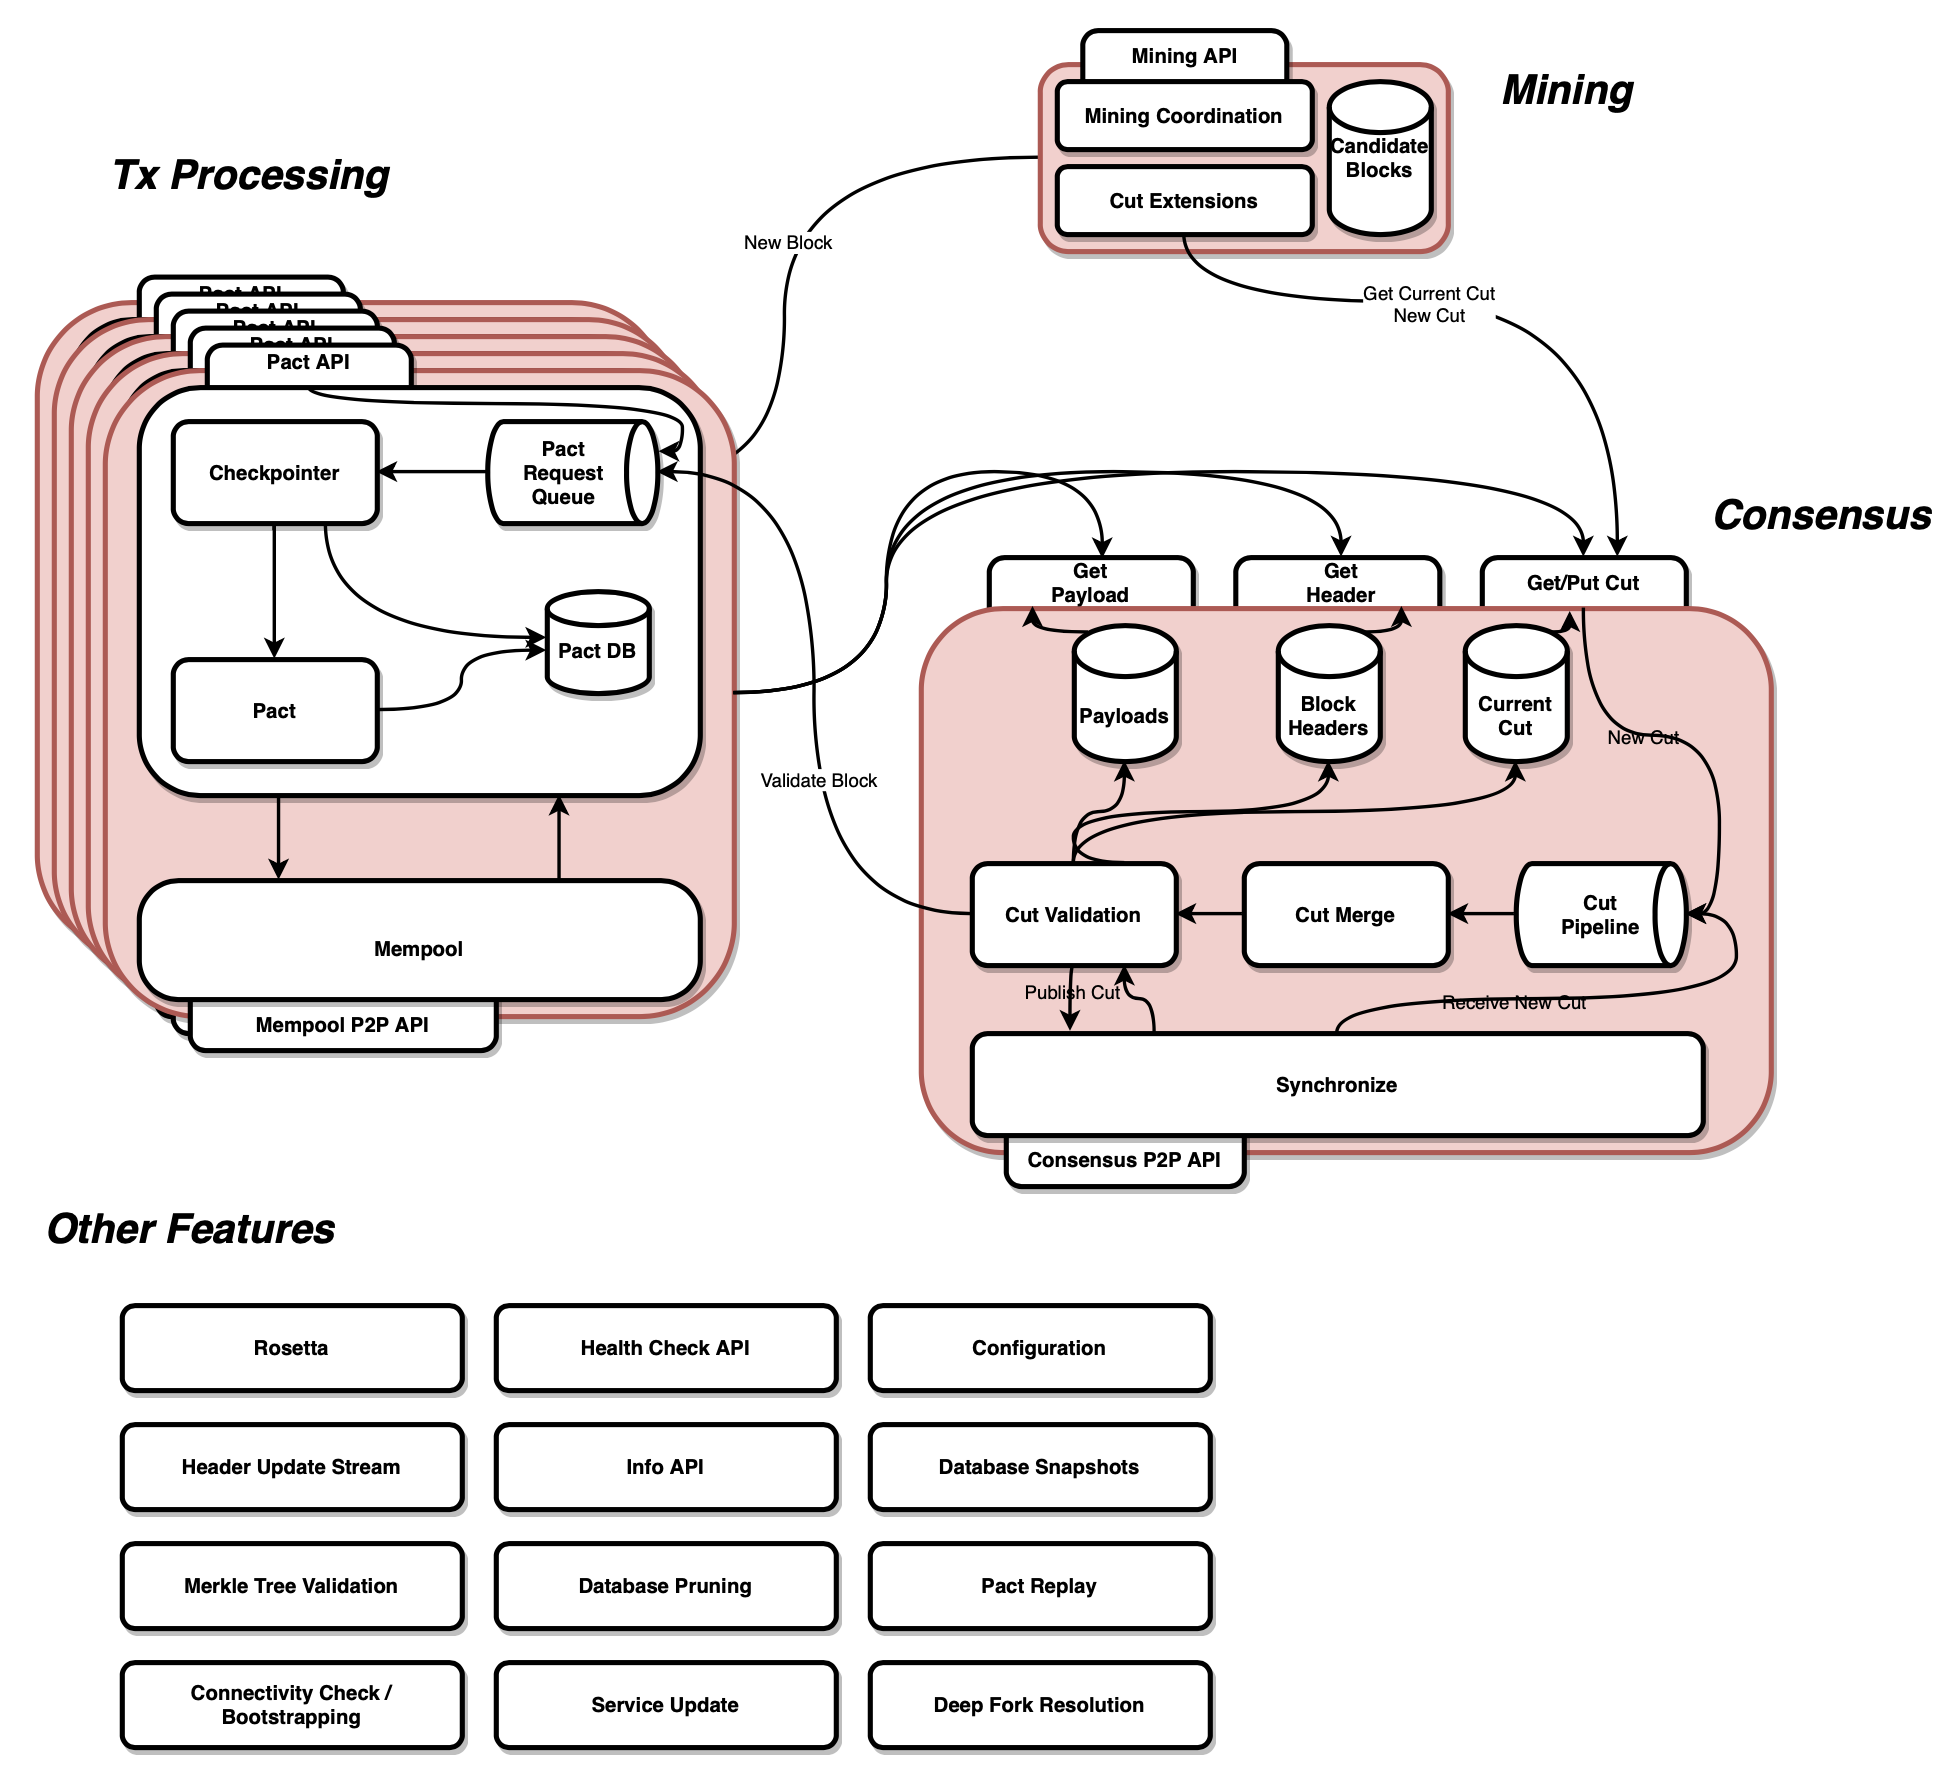 Mining API
Mining
Mining Coordination
Candidate
Blocks
Cut Extensions
Tx Processing
New Block
Get Current Cut
New Cut
Pact API
Pact API
Pact API
Pact API
Pact API
Checkpointer
Pact
Request
Queue
Pact DB
Pact
Mempool
Mempool P2P API
Validate Block
Consensus
Get
Payload
Get
Header
Get/Put Cut
Payloads
Block
Headers
Current
Cut
New Cut
Cut Validation
Cut Merge
Cut
Pipeline
Publish Cut
Receive New Cut
Synchronize
Consensus P2P API
Other Features
Rosetta
Health Check API
Configuration
Header Update Stream
Info API
Database Snapshots
Merkle Tree Validation
Database Pruning
Pact Replay
Connectivity Check /
Bootstrapping
Service Update
Deep Fork Resolution